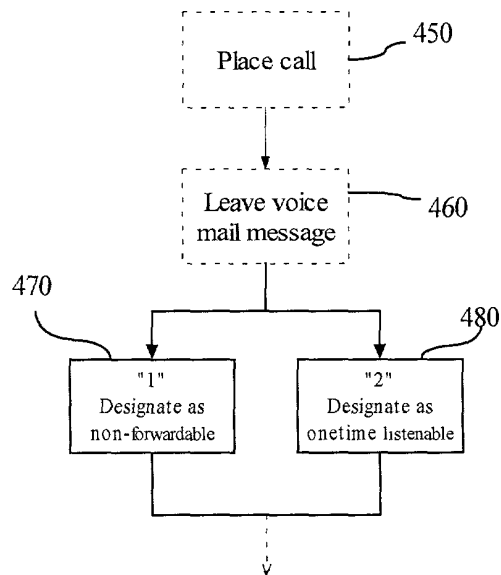 450
Place call
Leave voice
mail message
460
470
480
"1"
Designate as
non-forwardable
"2"
Designate as
onetime listenable